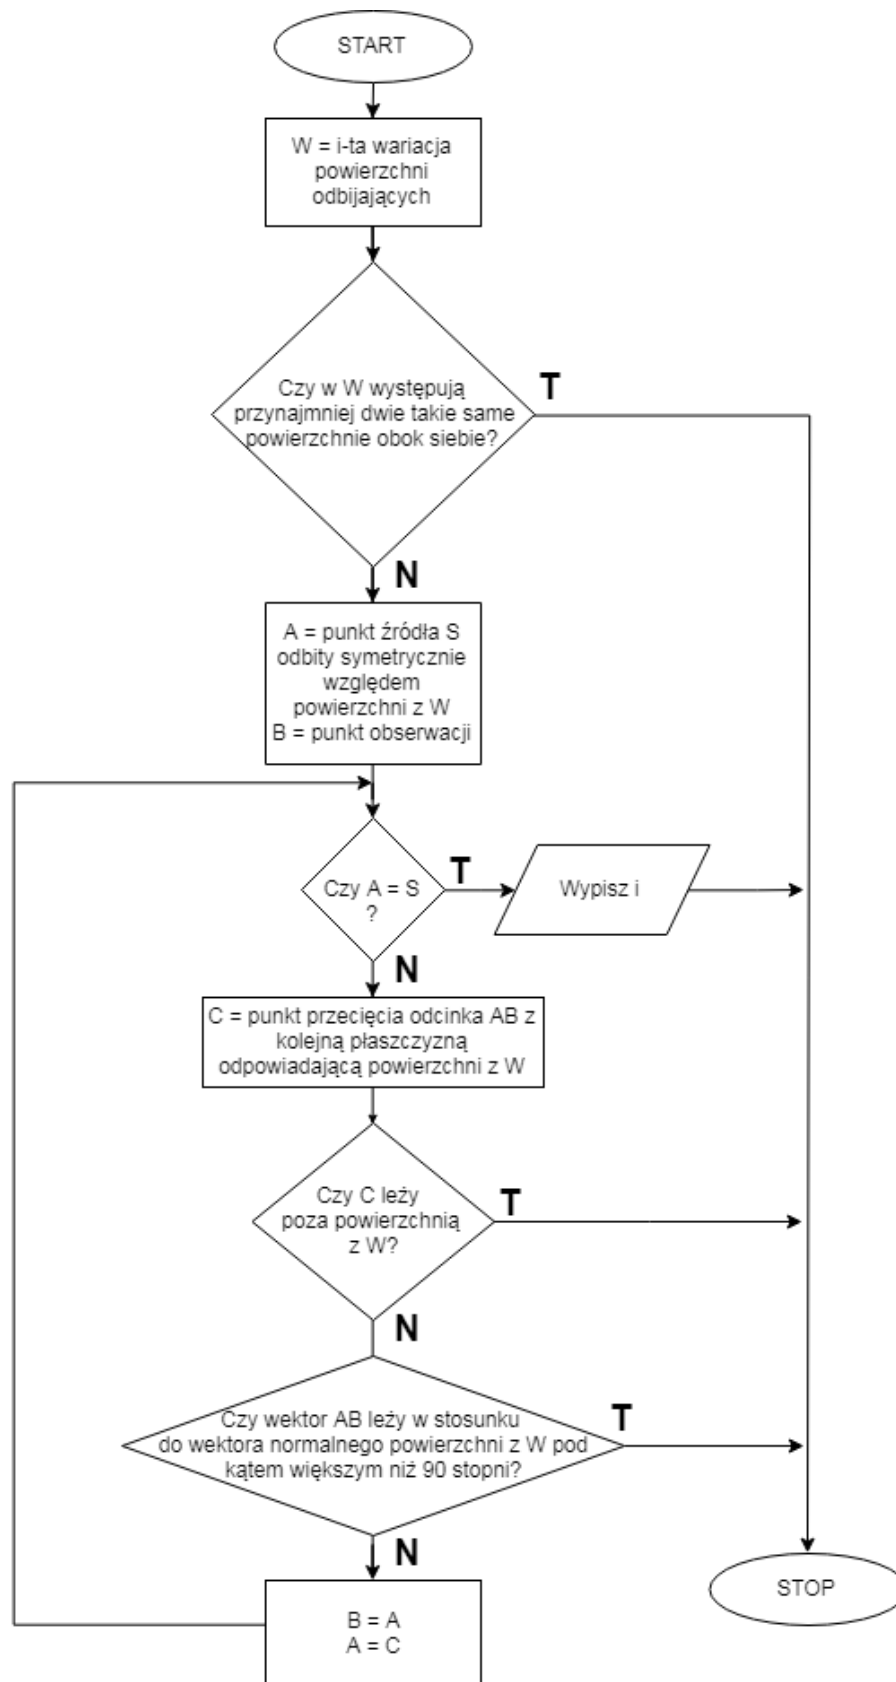 START
W = i-ta wariacja
powierzchni
odbijających
Czy w W występują
przynajmniej dwie takie same
powierzchnie obok siebie?
T
N
A = punkt źródła S
odbity symetrycznie
względem
powierzchni z W
B = punkt obserwacji
Czy A = S
?
T
Wypisz i
N
C = punkt przecięcia odcinka AB z
kolejną płaszczyzną
odpowiadającą powierzchni z W
Czy C leży
poza powierzchnią
z W?
T
N
Czy wektor AB leży w stosunku
do wektora normalnego powierzchni z W pod
kątem większym niż 90 stopni?
T
N
B = A
A = C
STOP